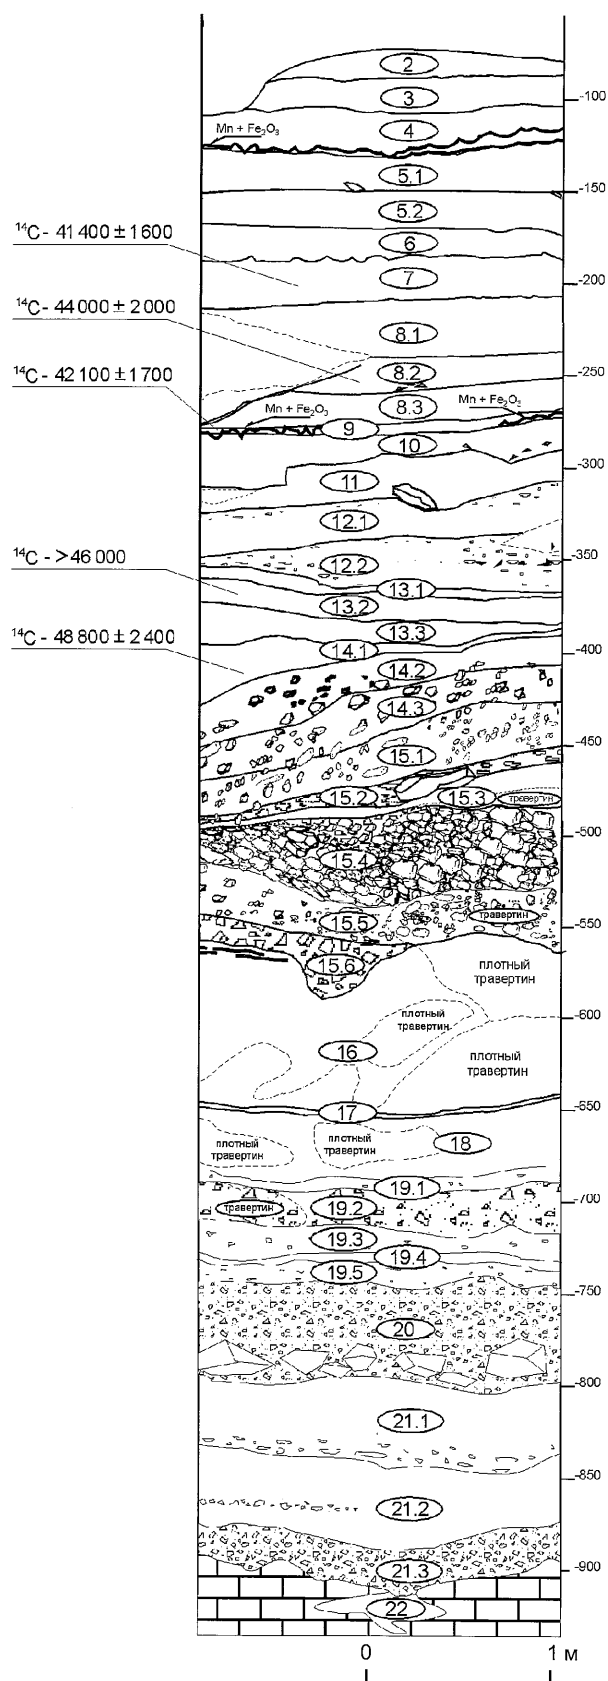 2
-100
3
Mn + Fe₂O₃
4
5.1
-150
5.2
¹⁴C - 41 400 ± 1 600
6
7
-200
¹⁴C - 44 000 ± 2 000
8.1
-250
¹⁴C - 42 100 ± 1 700
8.2
8.3
Mn + Fe₂O₃
Mn + Fe₂O₃
9
10
-300
11
12.1
¹⁴C - >46 000
-350
12.2
13.1
13.2
13.3
¹⁴C - 48 800 ± 2 400
14.1
-400
14.2
14.3
-450
15.1
15.2
15.3
травертин
-500
15.4
травертин
15.5
-550
15.6
плотный
травертин
-600
плотный
травертин
16
плотный
травертин
17
-650
плотный
травертин
плотный
травертин
18
19.1
-700
травертин
19.2
19.3
19.4
19.5
-750
20
-800
21.1
-850
21.2
-900
21.3
22
0
1 м